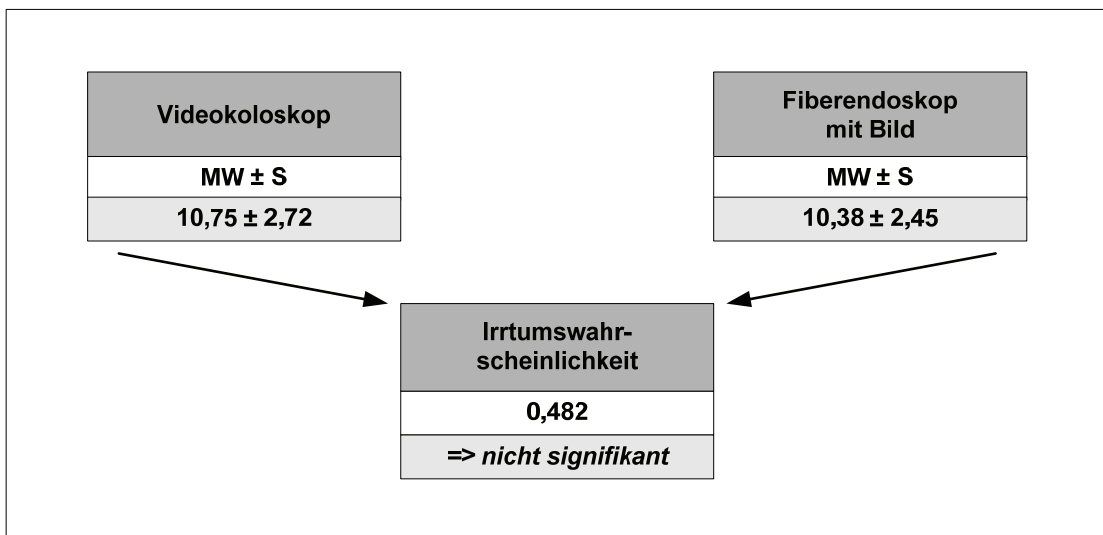 Videokoloskop
MW ± S
10,75 ± 2,72
Fiberendoskop
mit Bild
MW ± S
10,38 ± 2,45
Irrtumswahr-
scheinlichkeit
0,482
=> nicht signifikant